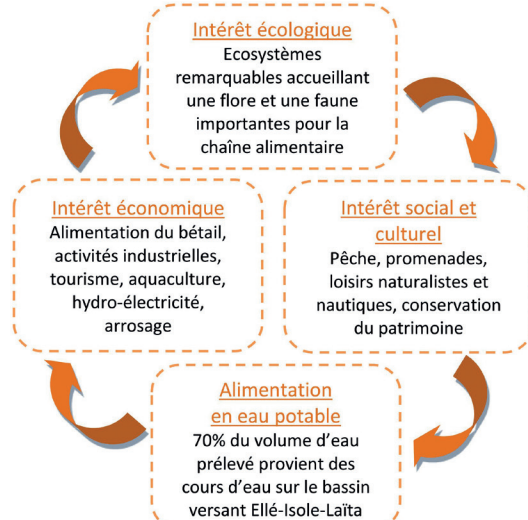 Intérêt écologique
Ecosystèmes
remarquables accueillant
une flore et une faune
importantes pour la
chaîne alimentaire
Intérêt économique
Alimentation du bétail,
activités industrielles,
tourisme, aquaculture,
hydro-électricité,
arrosage
Intérêt social et
culturel
Pêche, promenades,
loisirs naturalistes et
nautiques, conservation
du patrimoine
Alimentation
en eau potable
70% du volume d’eau
prélevé provient des
cours d’eau sur le bassin
versant Ellé-Isole-Laïta